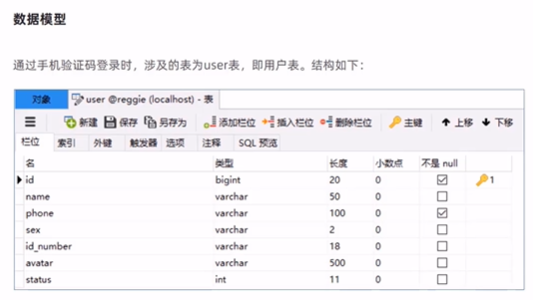 数据模型
通过手机验证码登录时，涉及的表为user表，即用户表。结构如下：
对象 user @reggie (localhost) - 表
新建 保存 另存为 添加栏位 插入栏位 删除栏位 主键 上移 下移
栏位 索引 外键 触发器 选项 注释 SQL 预览
名 类型 长度 小数点 不是 null
id bigint 20 0 1
name varchar 50 0
phone varchar 100 0
sex varchar 2 0
id_number varchar 18 0
avatar varchar 500 0
status int 11 0